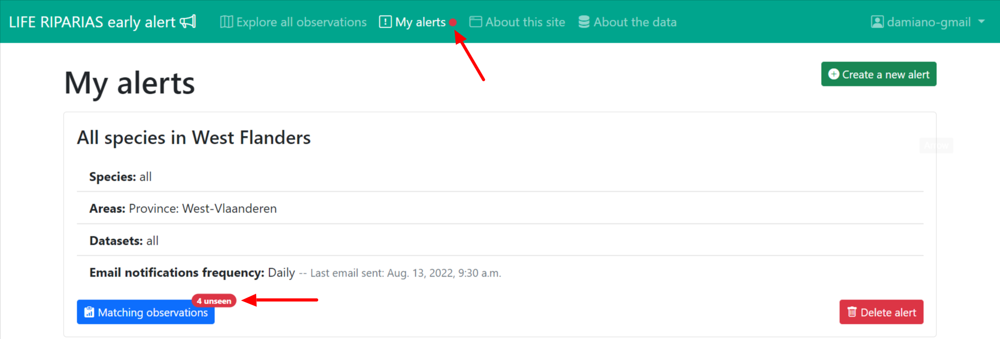 LIFE RIPARIAS early alert Explore all observations My alerts About this site About the data damiano-gmail
My alerts
Create a new alert
All species in West Flanders
Arrow
Species: all
Areas: Province: West-Vlaanderen
Datasets: all
Email notifications frequency: Daily -- Last email sent: Aug. 13, 2022, 9:30 a.m.
4 unseen
Matching observations
Delete alert